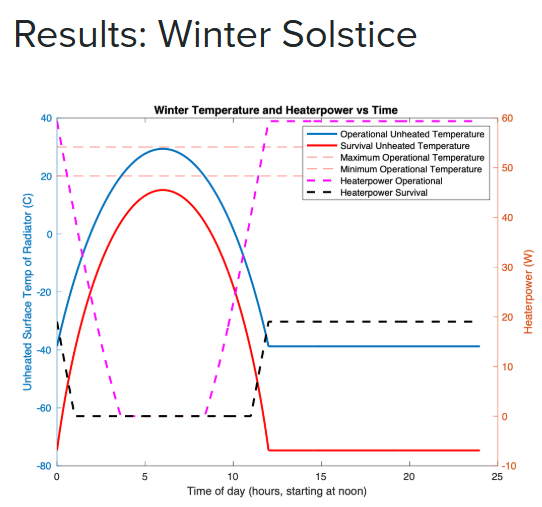 Results: Winter Solstice
Winter Temperature and Heaterpower vs Time
Operational Unheated Temperature
Survival Unheated Temperature
Maximum Operational Temperature
Minimum Operational Temperature
Heaterpower Operational
Heaterpower Survival
Unheated Surface Temp of Radiator (C)
40
20
0
-20
-40
-60
-80
60
50
40
30
20
10
0
-10
Heaterpower (W)
0
5
10
15
20
25
Time of day (hours, starting at noon)